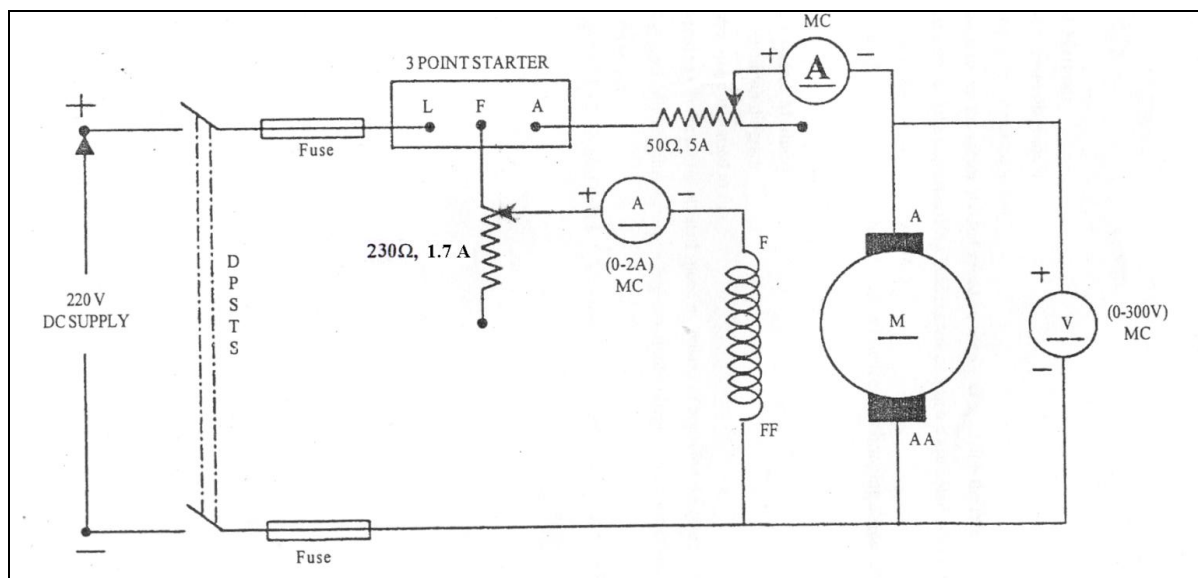 MC
+ A −
3 POINT STARTER
L F A
Fuse
50Ω, 5A
+
220 V
DC SUPPLY
−
D
P
S
T
S
230Ω, 1.7 A
+ A −
(0-2A)
MC
F
FF
A
M
AA
+
V
−
(0-300V)
MC
Fuse